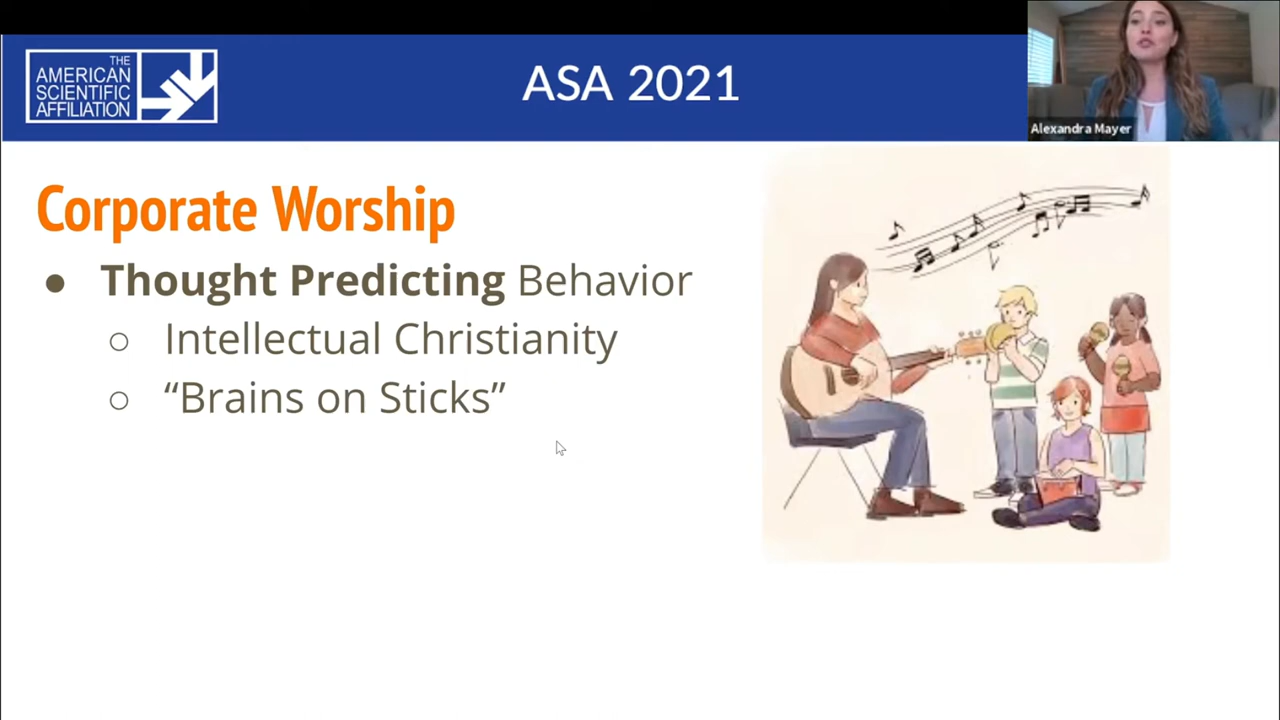 THE
AMERICAN
SCIENTIFIC
AFFILIATION
ASA 2021
Alexandra Mayer
Corporate Worship
● Thought Predicting Behavior
○ Intellectual Christianity
○ “Brains on Sticks”